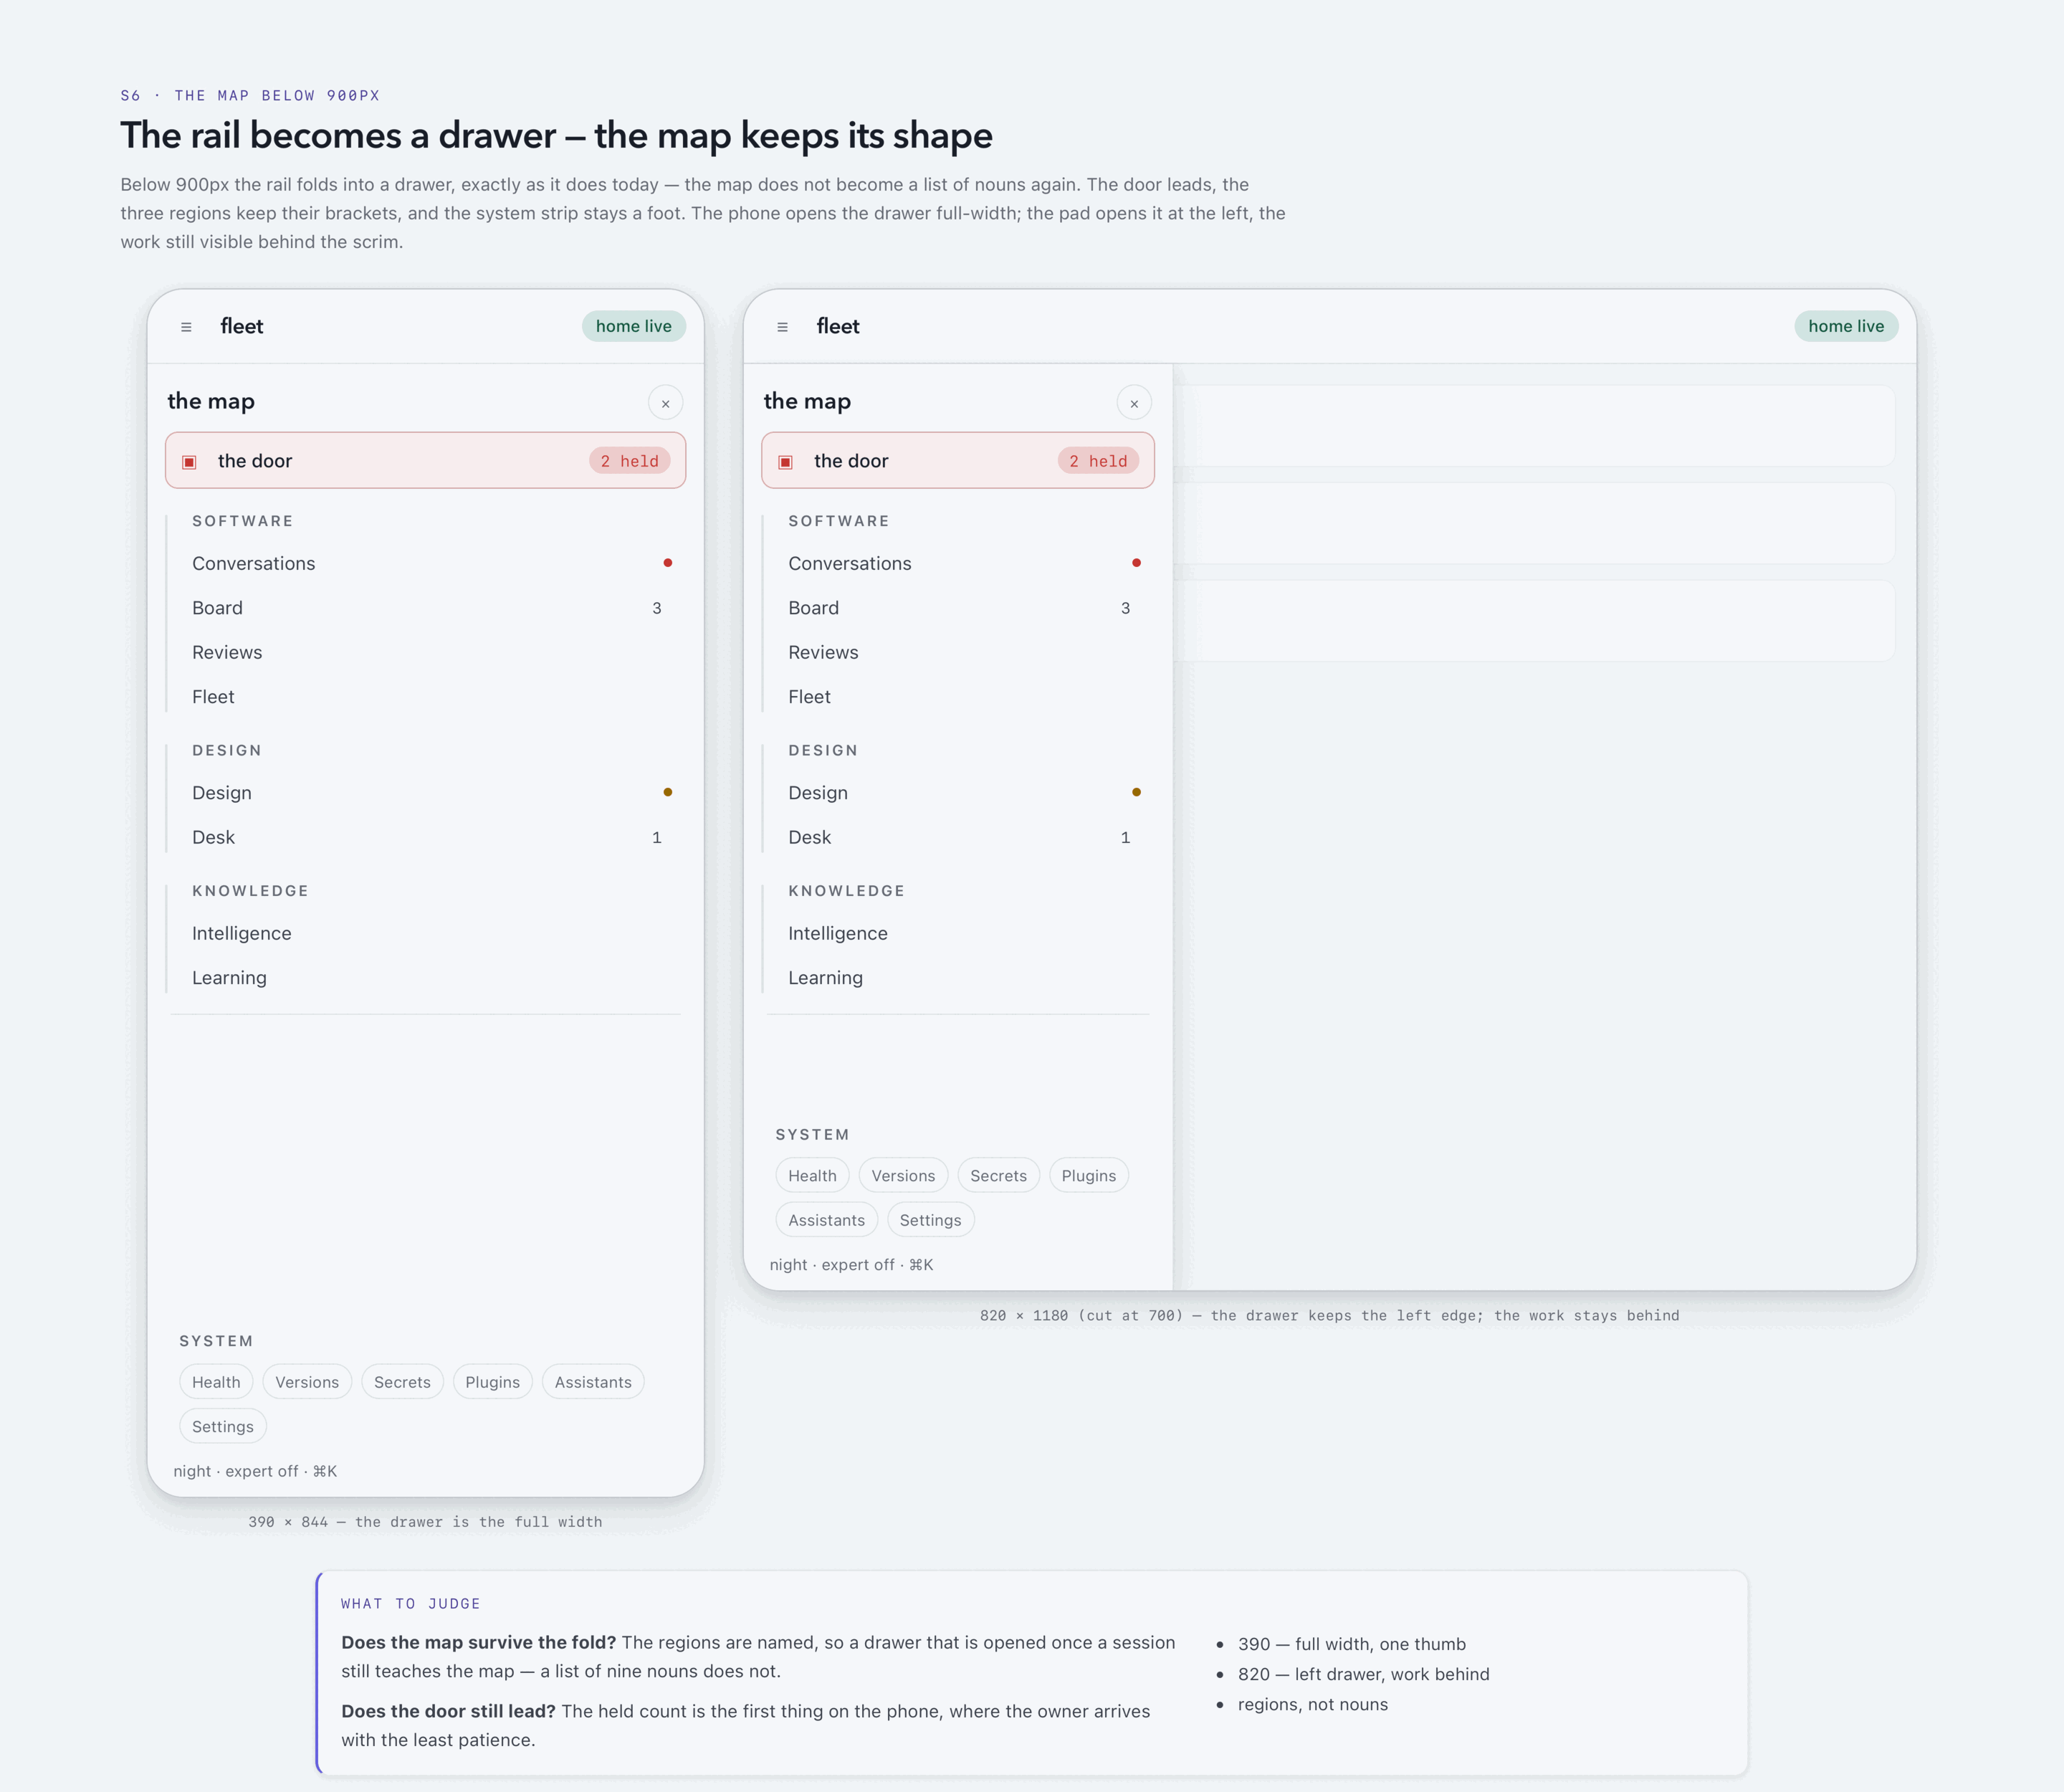 S6 · THE MAP BELOW 900PX
The rail becomes a drawer — the map keeps its shape
Below 900px the rail folds into a drawer, exactly as it does today — the map does not become a list of nouns again. The door leads, the
three regions keep their brackets, and the system strip stays a foot. The phone opens the drawer full-width; the pad opens it at the left, the
work still visible behind the scrim.
≡ fleet home live
the map ×
▣ the door 2 held
SOFTWARE
Conversations
Board 3
Reviews
Fleet
DESIGN
Design
Desk 1
KNOWLEDGE
Intelligence
Learning
SYSTEM
Health Versions Secrets Plugins Assistants
Settings
night · expert off · ⌘K
390 × 844 — the drawer is the full width
≡ fleet home live
the map ×
▣ the door 2 held
SOFTWARE
Conversations
Board 3
Reviews
Fleet
DESIGN
Design
Desk 1
KNOWLEDGE
Intelligence
Learning
SYSTEM
Health Versions Secrets Plugins
Assistants Settings
night · expert off · ⌘K
820 × 1180 (cut at 700) — the drawer keeps the left edge; the work stays behind
WHAT TO JUDGE
Does the map survive the fold? The regions are named, so a drawer that is opened once a session
still teaches the map — a list of nine nouns does not.
Does the door still lead? The held count is the first thing on the phone, where the owner arrives
with the least patience.
• 390 — full width, one thumb
• 820 — left drawer, work behind
• regions, not nouns